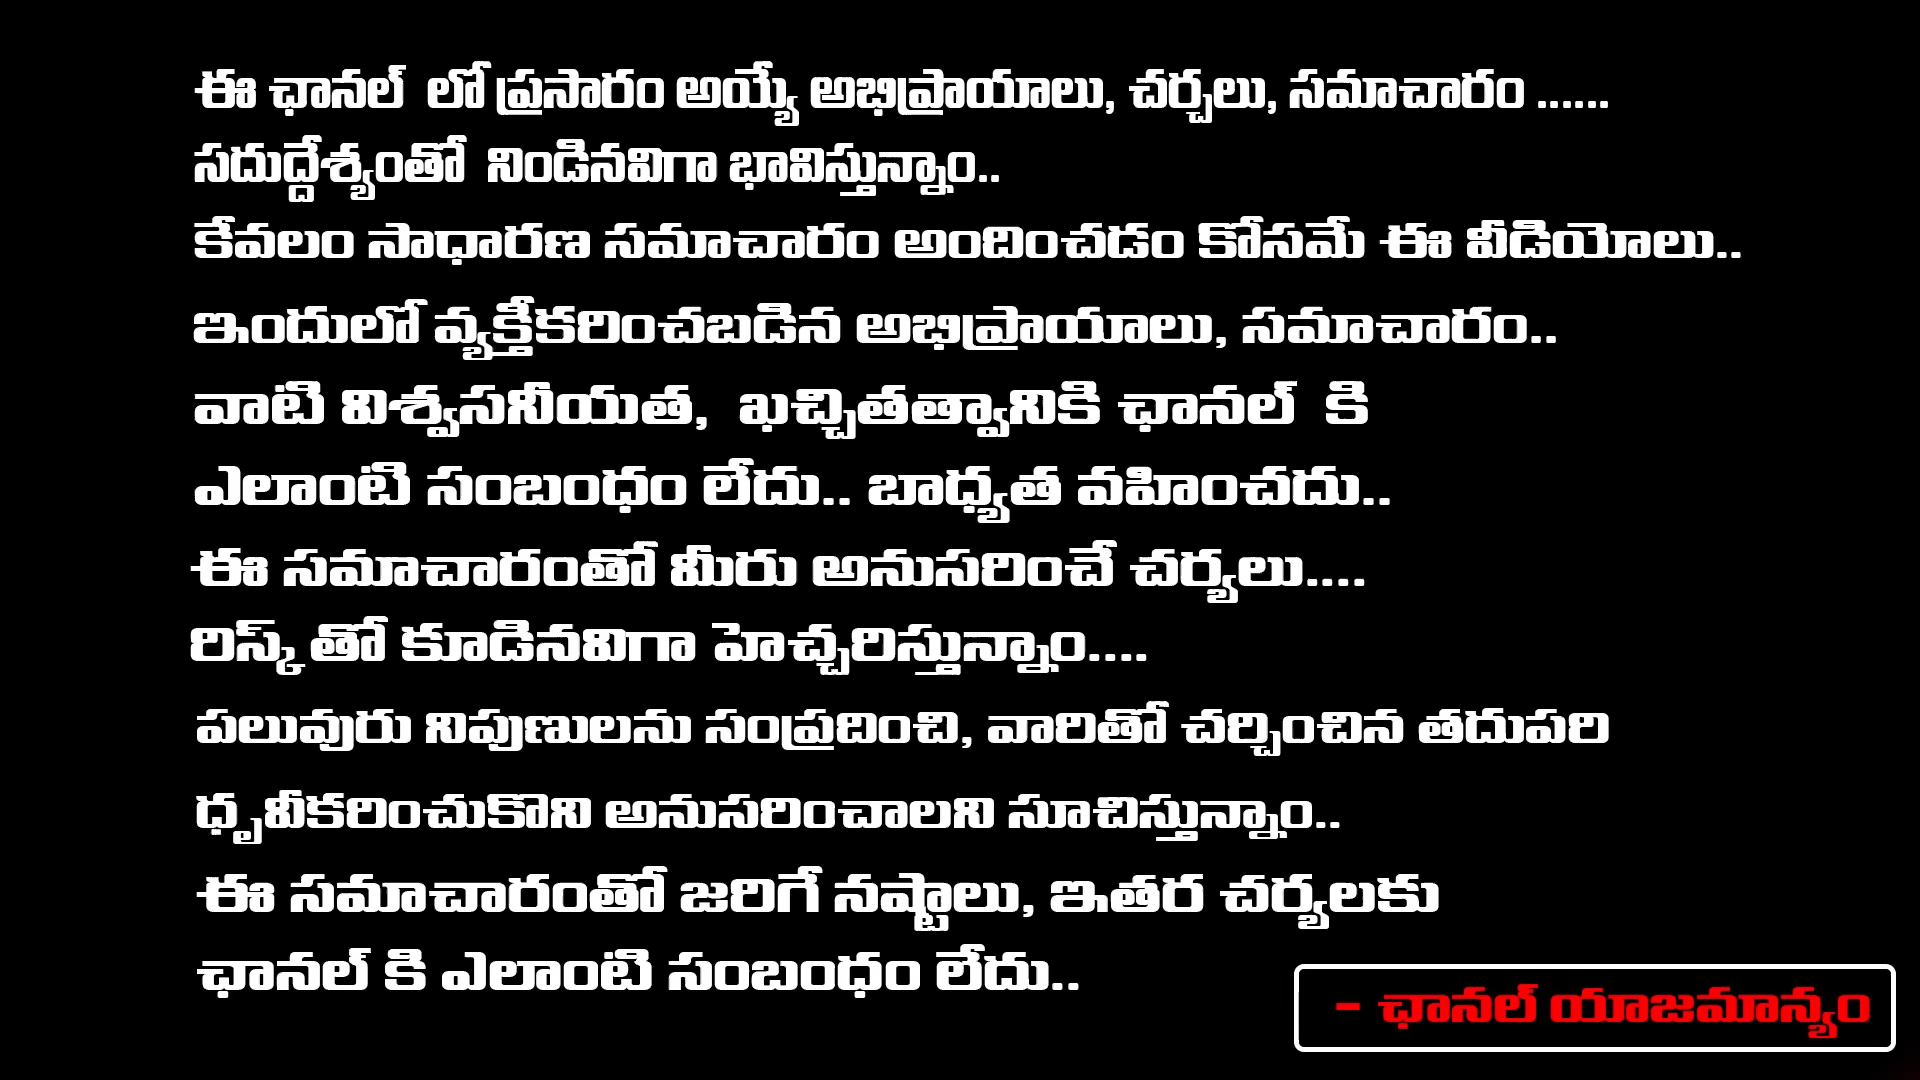 ఈ ఛానల్ లో ప్రసారం అయ్యే అభిప్రాయాలు, చర్చలు, సమాచారం ......
సదుద్దేశ్యంతో నిండినవిగా భావిస్తున్నాం..
కేవలం సాధారణ సమాచారం అందించడం కోసమే ఈ వీడియోలు..
ఇందులో వ్యక్తీకరించబడిన అభిప్రాయాలు, సమాచారం..
వాటి విశ్వసనీయత, ఖచ్చితత్వానికి ఛానల్ కి
ఎలాంటి సంబంధం లేదు.. బాధ్యత వహించదు..
ఈ సమాచారంతో మీరు అనుసరించే చర్యలు....
రిస్క్ తో కూడినవిగా హెచ్చరిస్తున్నాం....
పలువురు నిపుణులను సంప్రదించి, వారితో చర్చించిన తదుపరి
ధృవీకరించుకొని అనుసరించాలని సూచిస్తున్నాం..
ఈ సమాచారంతో జరిగే నష్టాలు, ఇతర చర్యలకు
ఛానల్ కి ఎలాంటి సంబంధం లేదు..
- ఛానల్ యాజమాన్యం